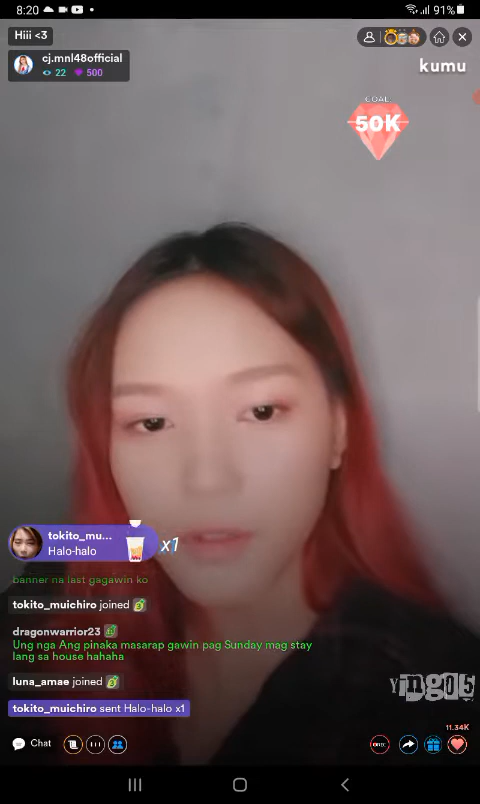 8:20
91%
Hiii <3
cj.mnl48official
22 500
kumu
GOAL
50K
tokito_mu...
Halo-halo
x1
banner na last gagawin ko
tokito_muichiro joined
dragonwarrior23
Ung nga Ang pinaka masarap gawin pag Sunday mag stay
lang sa house hahaha
luna_amae joined
tokito_muichiro sent Halo-halo x1
Yingo15
11.34K
Chat